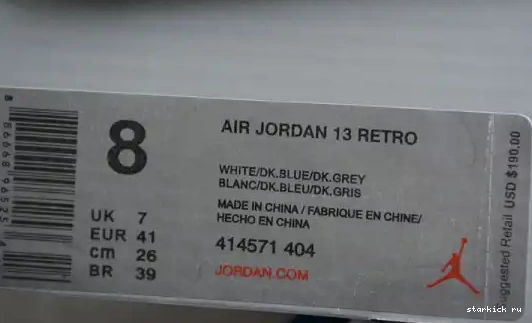 8
AIR JORDAN 13 RETRO
WHITE/DK.BLUE/DK.GREY
BLANC/DK.BLEU/DK.GRIS
MADE IN CHINA / FABRIQUE EN CHINE/
HECHO EN CHINA
414571 404
JORDAN.COM
UK 7
EUR 41
cm 26
BR 39
Suggested Retail USD $190.00
starkick ru